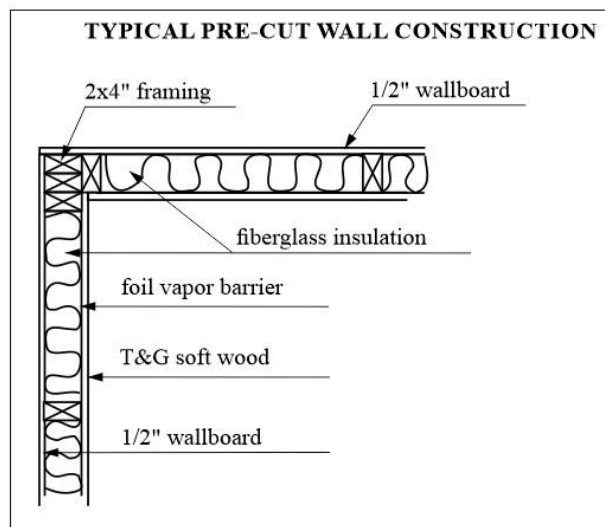 TYPICAL PRE-CUT WALL CONSTRUCTION
2x4" framing
1/2" wallboard
fiberglass insulation
foil vapor barrier
T&G soft wood
1/2" wallboard